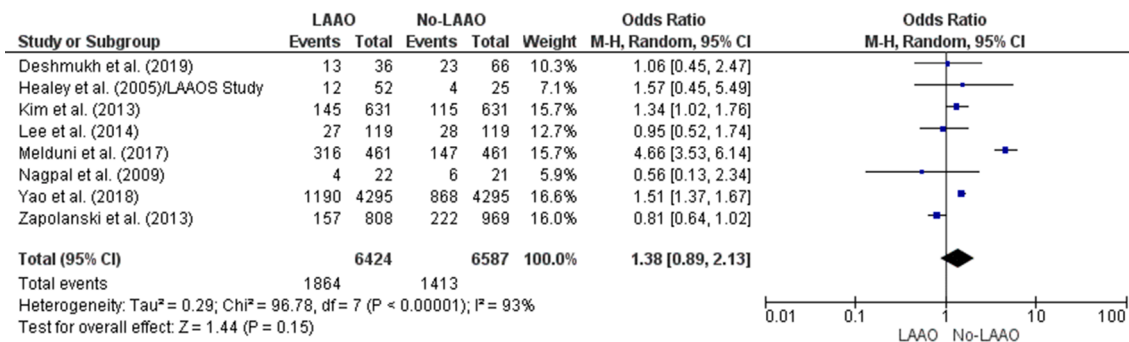 LAAO No-LAAO Odds Ratio Odds Ratio
Study or Subgroup Events Total Events Total Weight M-H, Random, 95% CI M-H, Random, 95% CI
Deshmukh et al. (2019) 13 36 23 66 10.3% 1.06 [0.45, 2.47]
Healey et al. (2005)/LAAOS Study 12 52 4 25 7.1% 1.57 [0.45, 5.49]
Kim et al. (2013) 145 631 115 631 15.7% 1.34 [1.02, 1.76]
Lee et al. (2014) 27 119 28 119 12.7% 0.95 [0.52, 1.74]
Melduni et al. (2017) 316 461 147 461 15.7% 4.66 [3.53, 6.14]
Nagpal et al. (2009) 4 22 6 21 5.9% 0.56 [0.13, 2.34]
Yao et al. (2018) 1190 4295 868 4295 16.6% 1.51 [1.37, 1.67]
Zapolanski et al. (2013) 157 808 222 969 16.0% 0.81 [0.64, 1.02]
Total (95% CI) 6424 6587 100.0% 1.38 [0.89, 2.13]
Total events 1864 1413
Heterogeneity: Tau² = 0.29; Chi² = 96.78, df = 7 (P < 0.00001); I² = 93%
Test for overall effect: Z = 1.44 (P = 0.15)
0.01 0.1 1 10 100
LAAO No-LAAO